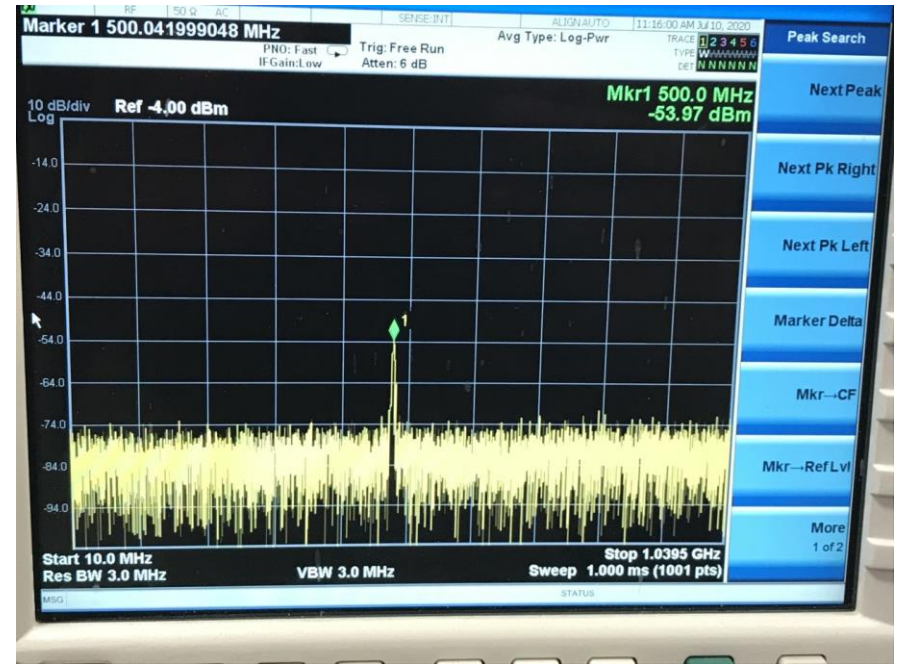 RF 50 Ω AC SENSE:INT ALIGN AUTO 11:16:00 AM Jul 10, 2020
Marker 1 500.041999048 MHz
PNO: Fast Trig: Free Run Avg Type: Log-Pwr TRACE 1 2 3 4 5 6
IFGain:Low Atten: 6 dB TYPE W
DET N N N N N N
Peak Search
Mkr1 500.0 MHz
-53.97 dBm
10 dB/div Ref -4.00 dBm
Log
-14.0
-24.0
-34.0
-44.0
-54.0
-64.0
-74.0
-84.0
-94.0
1
Start 10.0 MHz Stop 1.0395 GHz
Res BW 3.0 MHz VBW 3.0 MHz Sweep 1.000 ms (1001 pts)
MSG STATUS
Next Peak
Next Pk Right
Next Pk Left
Marker Delta
Mkr→CF
Mkr→Ref Lvl
More
1 of 2